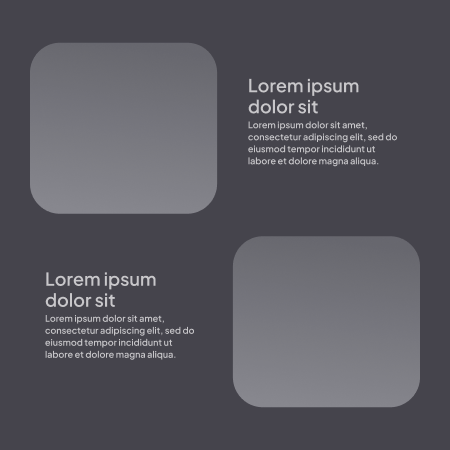 Lorem ipsum
dolor sit
Lorem ipsum dolor sit amet,
consectetur adipiscing elit, sed do
eiusmod tempor incididunt ut
labore et dolore magna aliqua.
Lorem ipsum
dolor sit
Lorem ipsum dolor sit amet,
consectetur adipiscing elit, sed do
eiusmod tempor incididunt ut
labore et dolore magna aliqua.